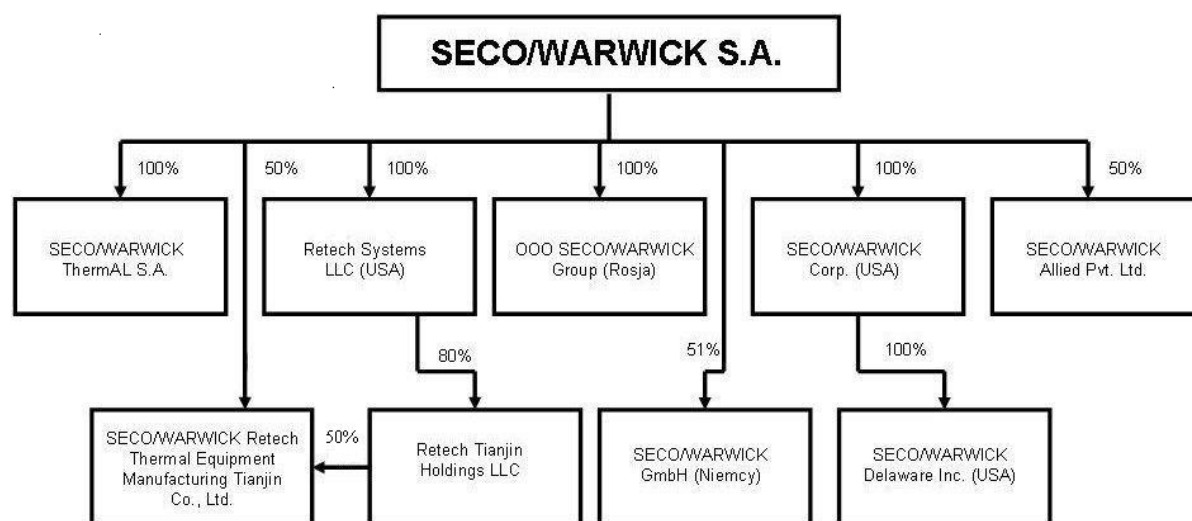 SECO/WARWICK S.A.
100%
50%
100%
100%
100%
50%
SECO/WARWICK
ThermAL S.A.
Retech Systems
LLC (USA)
OOO SECO/WARWICK
Group (Rosja)
SECO/WARWICK
Corp. (USA)
SECO/WARWICK
Allied Pvt. Ltd.
80%
51%
100%
SECO/WARWICK Retech
Thermal Equipment
Manufacturing Tianjin
Co., Ltd.
50%
Retech Tianjin
Holdings LLC
SECO/WARWICK
GmbH (Niemcy)
SECO/WARWICK
Delaware Inc. (USA)